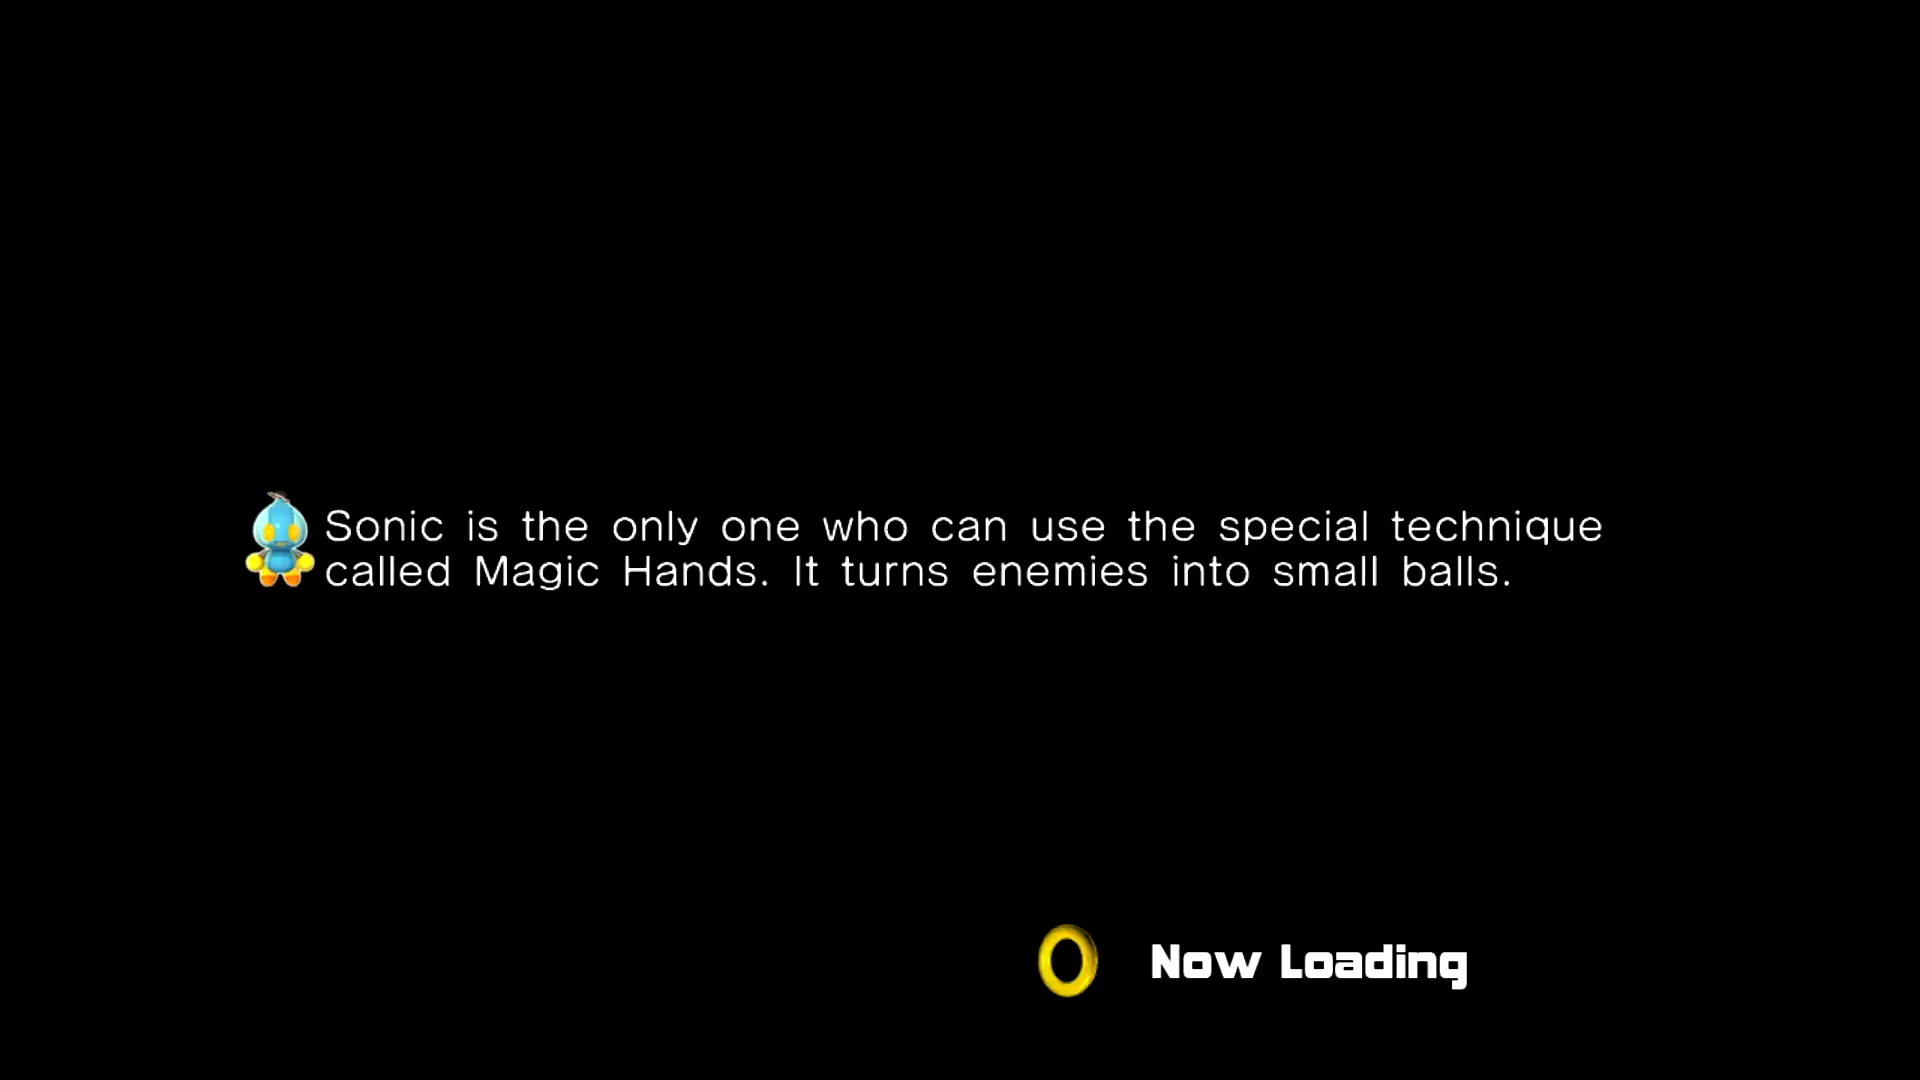 Sonic is the only one who can use the special technique
called Magic Hands. It turns enemies into small balls.
Now Loading